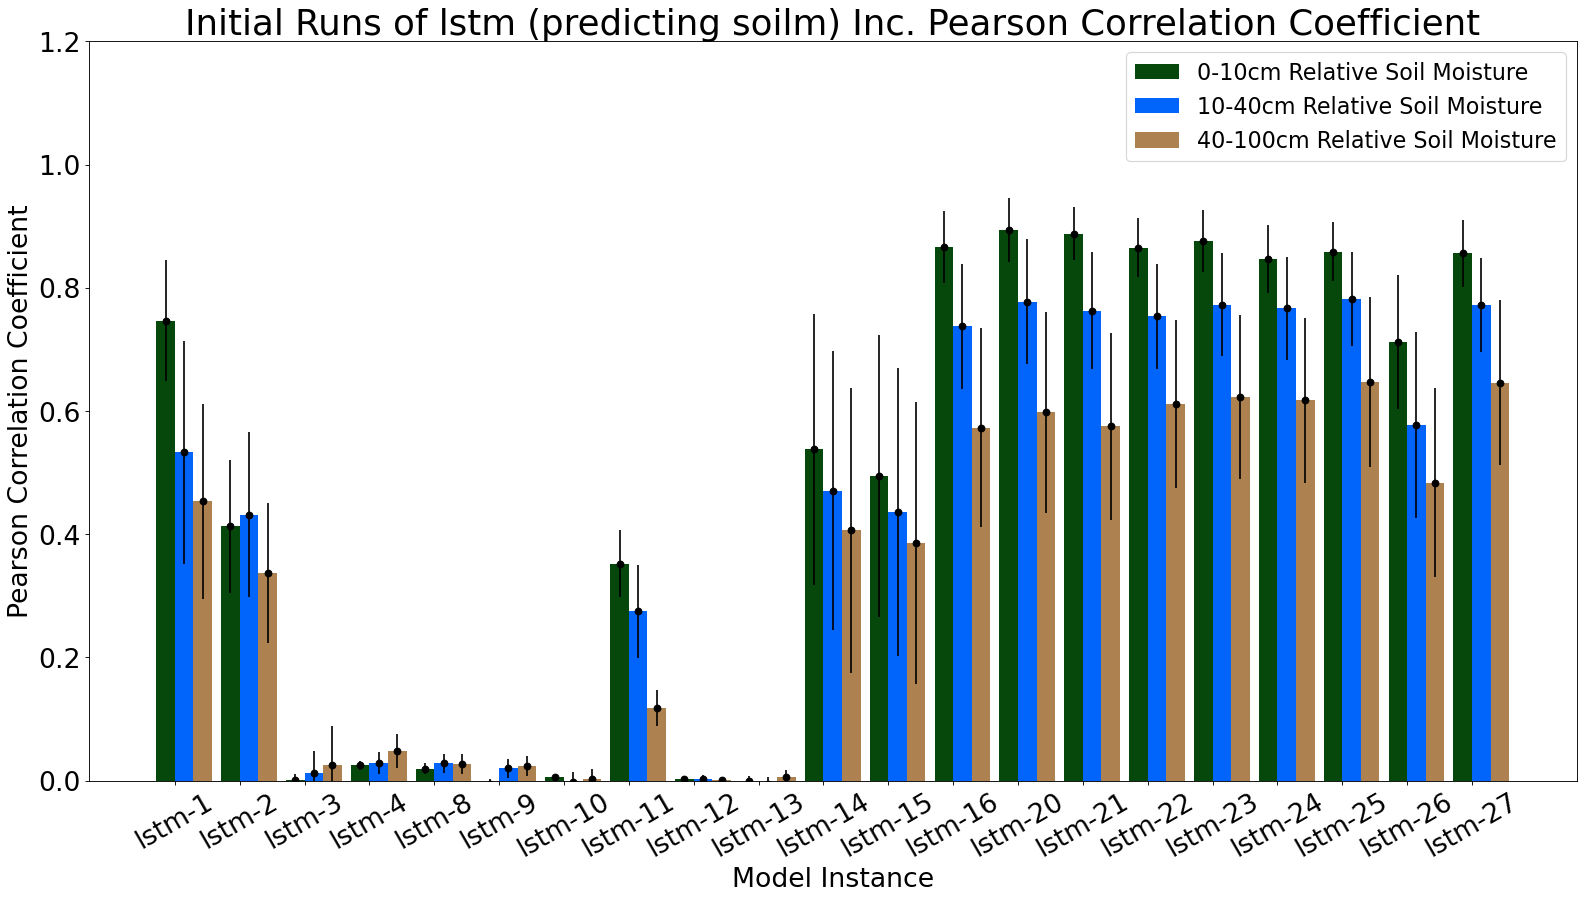 Initial Runs of lstm (predicting soilm) Inc. Pearson Correlation Coefficient
0-10cm Relative Soil Moisture
10-40cm Relative Soil Moisture
40-100cm Relative Soil Moisture
Pearson Correlation Coefficient
1.2
1.0
0.8
0.6
0.4
0.2
0.0
lstm-1
lstm-2
lstm-3
lstm-4
lstm-8
lstm-9
lstm-10
lstm-11
lstm-12
lstm-13
lstm-14
lstm-15
lstm-16
lstm-20
lstm-21
lstm-22
lstm-23
lstm-24
lstm-25
lstm-26
lstm-27
Model Instance